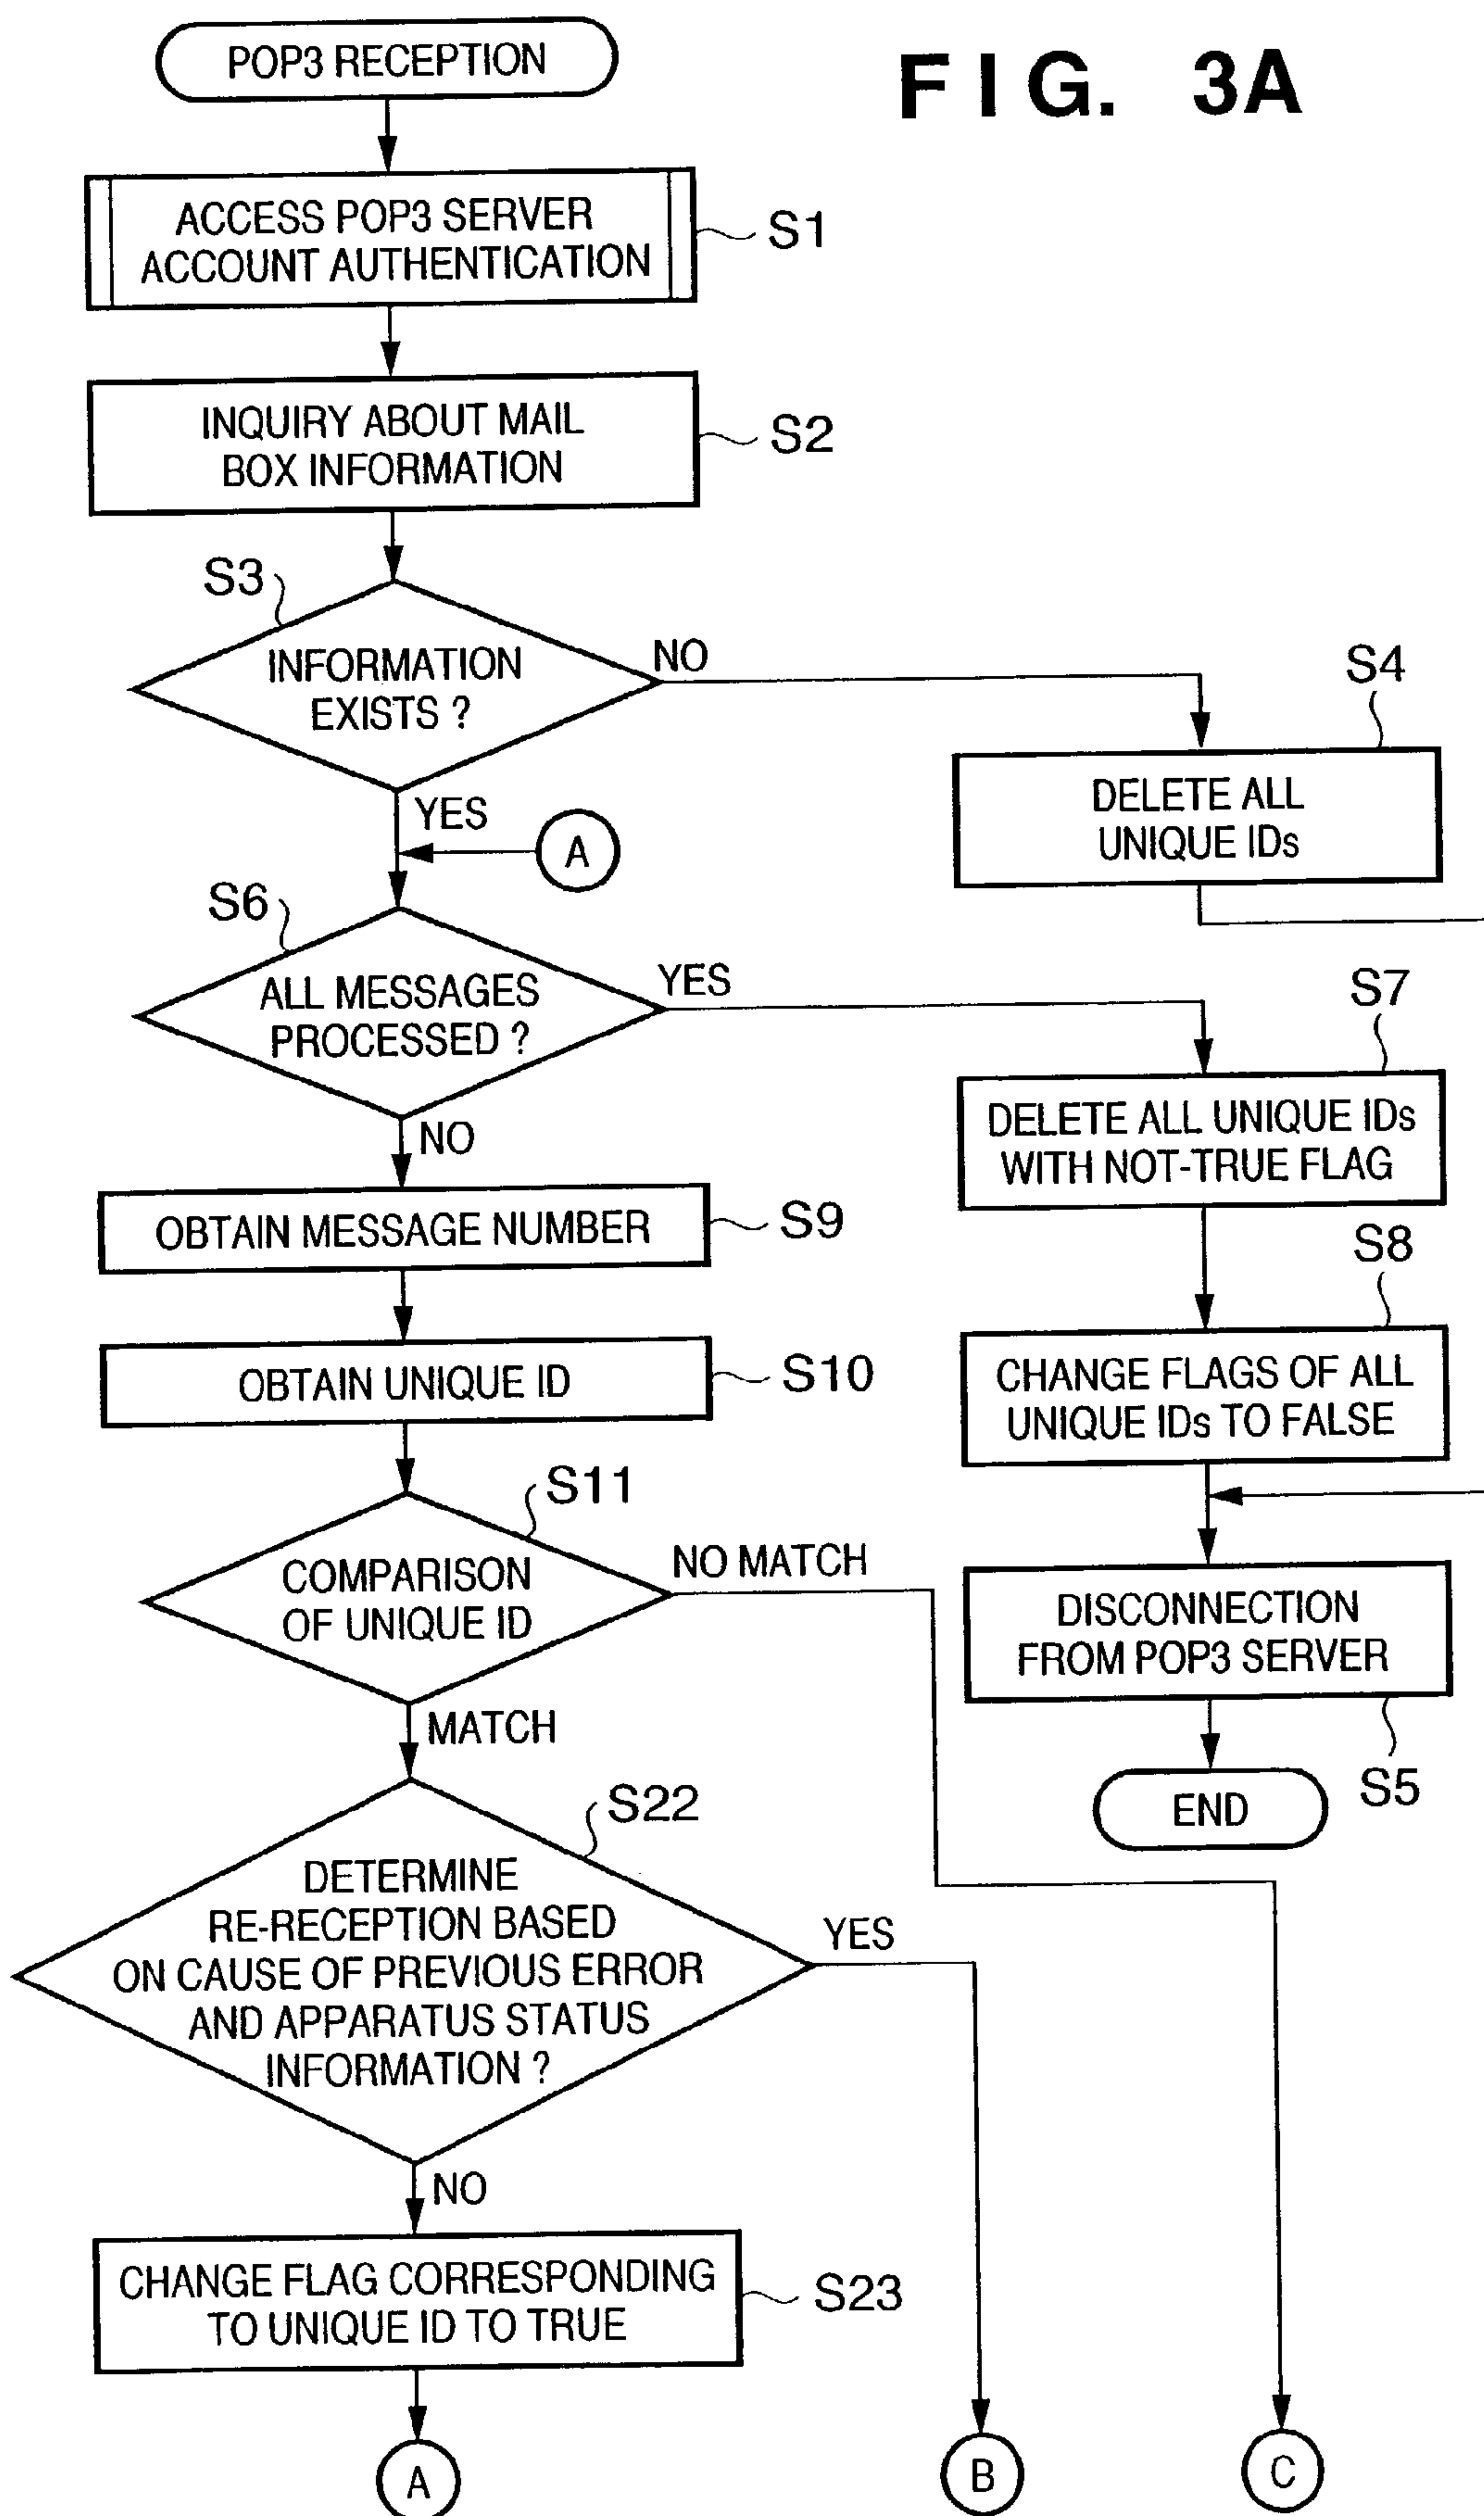 POP3 RECEPTION
FIG. 3A
ACCESS POP3 SERVER
ACCOUNT AUTHENTICATION
S1
INQUIRY ABOUT MAIL
BOX INFORMATION
S2
S3
INFORMATION
EXISTS ?
NO
S4
DELETE ALL
UNIQUE IDs
YES
A
S6
ALL MESSAGES
PROCESSED ?
YES
S7
DELETE ALL UNIQUE IDs
WITH NOT-TRUE FLAG
NO
OBTAIN MESSAGE NUMBER
S9
S8
CHANGE FLAGS OF ALL
UNIQUE IDs TO FALSE
OBTAIN UNIQUE ID
S10
S11
COMPARISON
OF UNIQUE ID
NO MATCH
DISCONNECTION
FROM POP3 SERVER
S5
END
MATCH
S22
DETERMINE
RE-RECEPTION BASED
ON CAUSE OF PREVIOUS ERROR
AND APPARATUS STATUS
INFORMATION ?
YES
NO
CHANGE FLAG CORRESPONDING
TO UNIQUE ID TO TRUE
S23
A
B
C